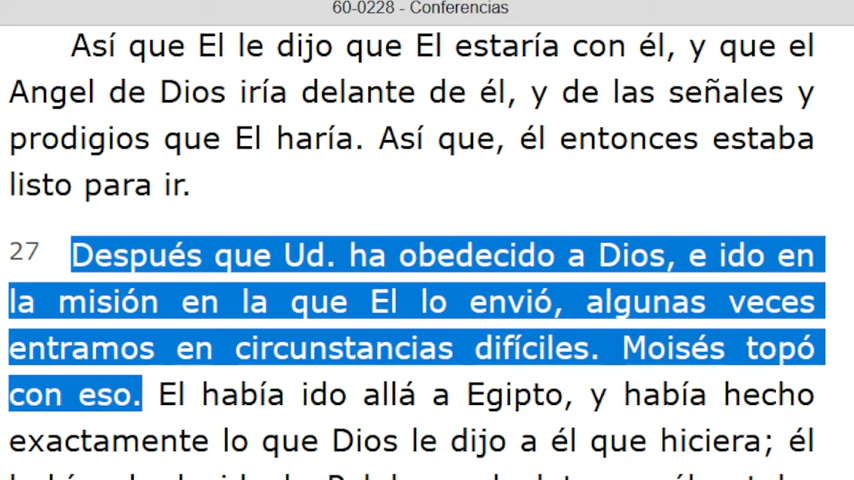 60-0228 - Conferencias
Así que El le dijo que El estaría con él, y que el
Angel de Dios iría delante de él, y de las señales y
prodigios que El haría. Así que, él entonces estaba
listo para ir.
27 Después que Ud. ha obedecido a Dios, e ido en
la misión en la que El lo envió, algunas veces
entramos en circunstancias difíciles. Moisés topó
con eso. El había ido allá a Egipto, y había hecho
exactamente lo que Dios le dijo a él que hiciera; él